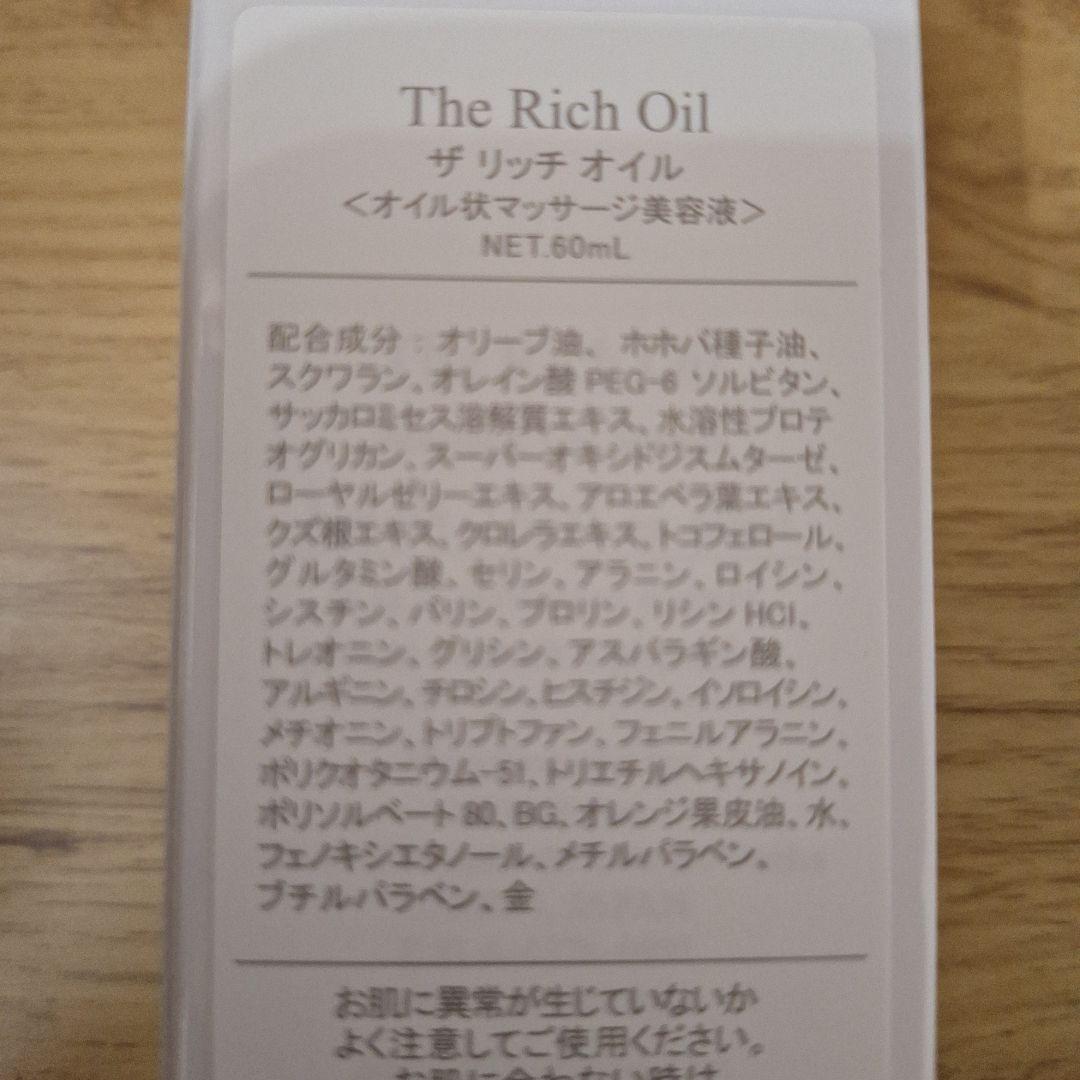 The Rich Oil
ザ リッチ オイル
＜オイル状マッサージ美容液＞
NET.60mL
配合成分：オリーブ油、ホホバ種子油、
スクワラン、オレイン酸 PEG-6 ソルビタン、
サッカロミセス溶解質エキス、水溶性プロテ
オグリカン、スーパーオキシドジスムターゼ、
ローヤルゼリーエキス、アロエベラ葉エキス、
クズ根エキス、クロレラエキス、トコフェロール、
グルタミン酸、セリン、アラニン、ロイシン、
シスチン、バリン、プロリン、リシン HCl、
トレオニン、グリシン、アスパラギン酸、
アルギニン、チロシン、ヒスチジン、イソロイシン、
メチオニン、トリプトファン、フェニルアラニン、
ポリクオタニウム-51、トリエチルヘキサノイン、
ポリソルベート 80、BG、オレンジ果皮油、水、
フェノキシエタノール、メチルパラベン、
ブチルパラベン、金
お肌に異常が生じていないか
よく注意してご使用ください。
お肌に合わない時は